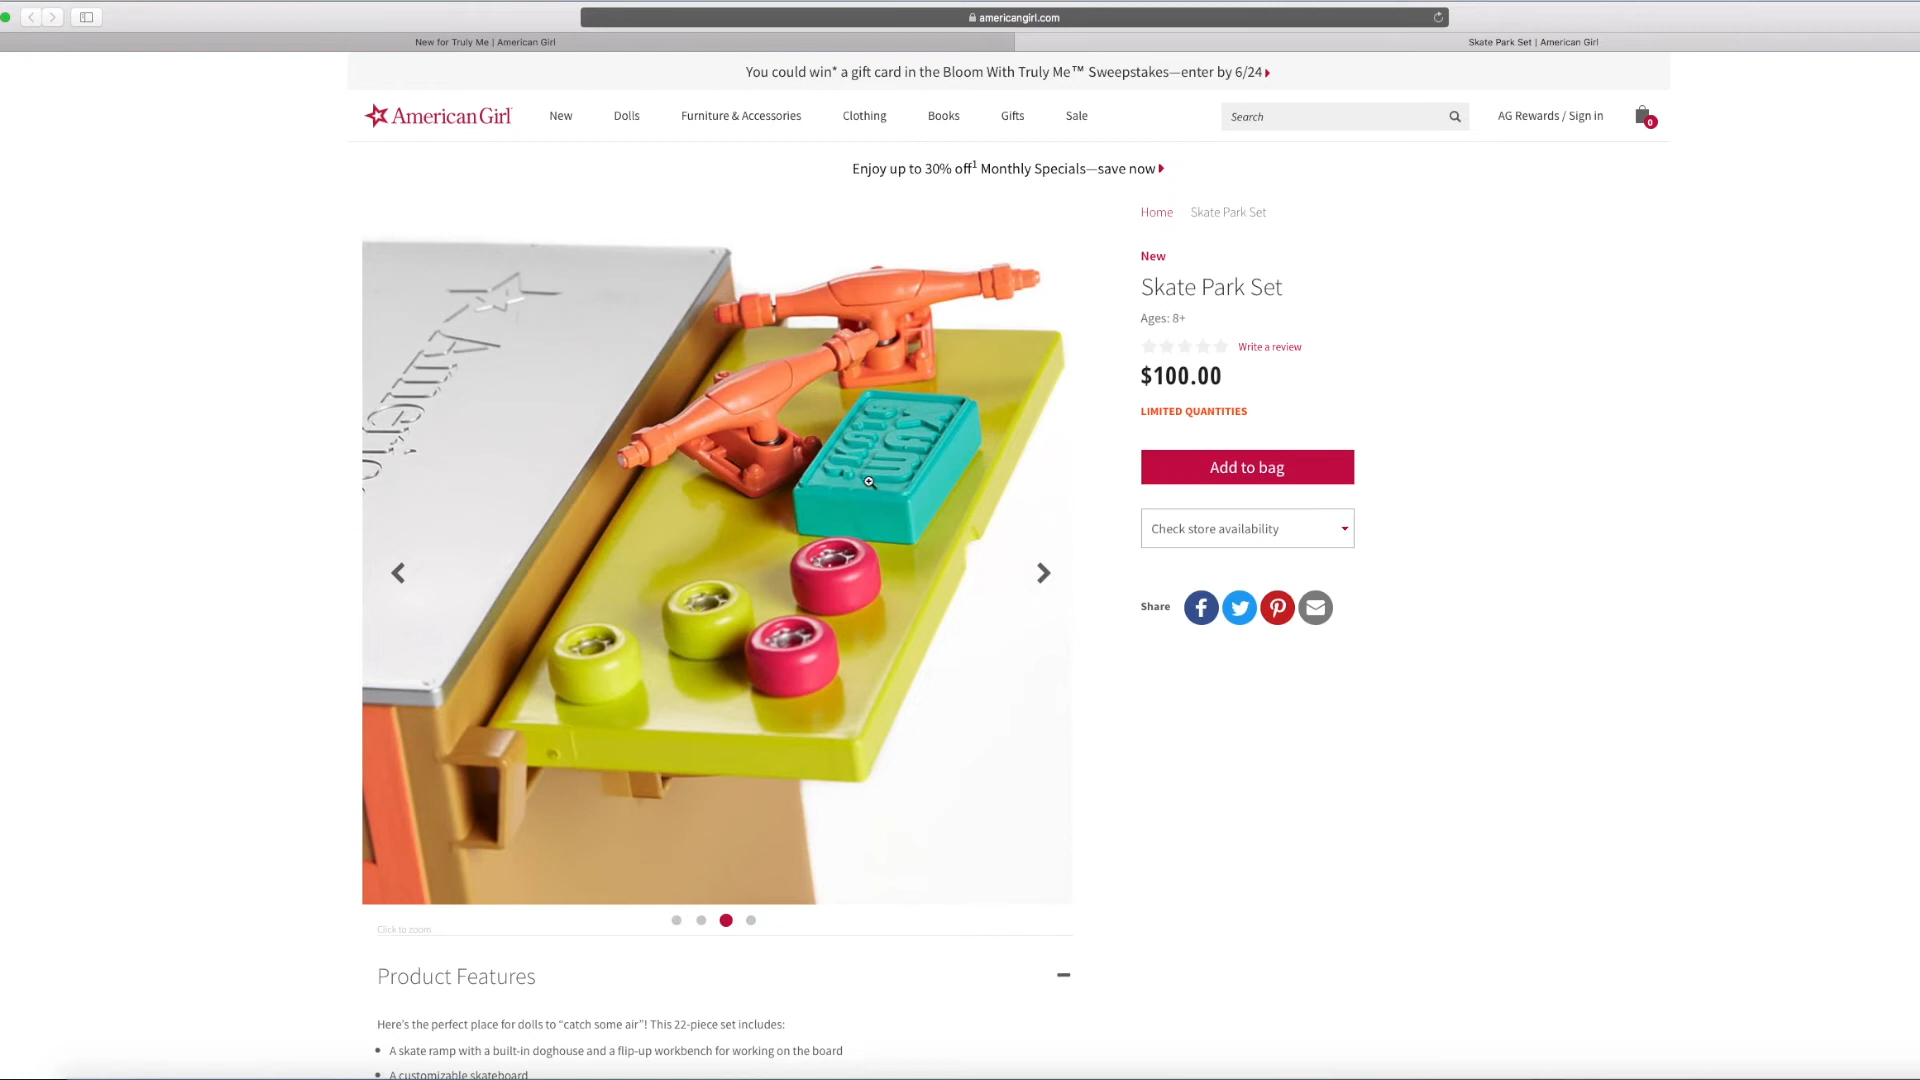 americangirl.com
New for Truly Me | American Girl
Skate Park Set | American Girl
You could win* a gift card in the Bloom With Truly Me™ Sweepstakes—enter by 6/24
American Girl
New
Dolls
Furniture & Accessories
Clothing
Books
Gifts
Sale
Search
AG Rewards / Sign in
0
Enjoy up to 30% off¹ Monthly Specials—save now
Home
Skate Park Set
New
Skate Park Set
Ages: 8+
Write a review
$100.00
LIMITED QUANTITIES
Add to bag
Check store availability
Share
SKATE
WAX
Click to zoom
Product Features
Here's the perfect place for dolls to “catch some air”! This 22-piece set includes:
A skate ramp with a built-in doghouse and a flip-up workbench for working on the board
A customizable skateboard